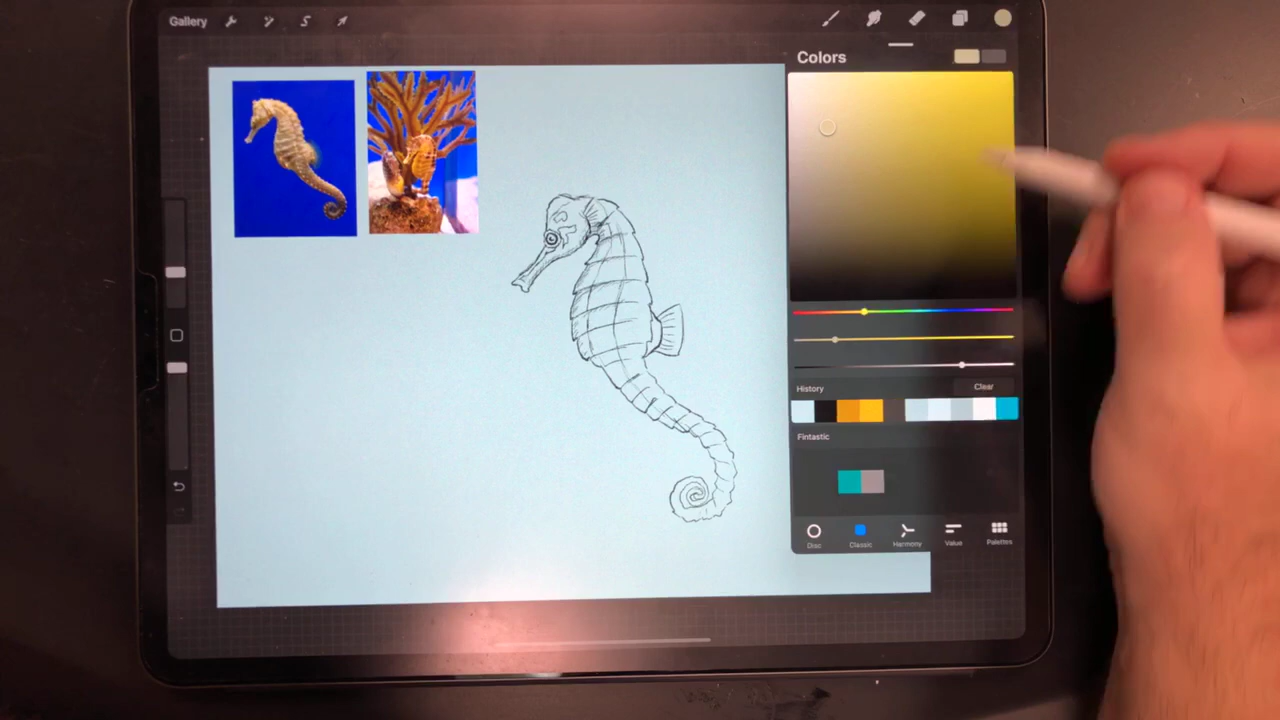 Gallery
Colors
History
Clear
Fintastic
Disc
Classic
Harmony
Value
Palettes